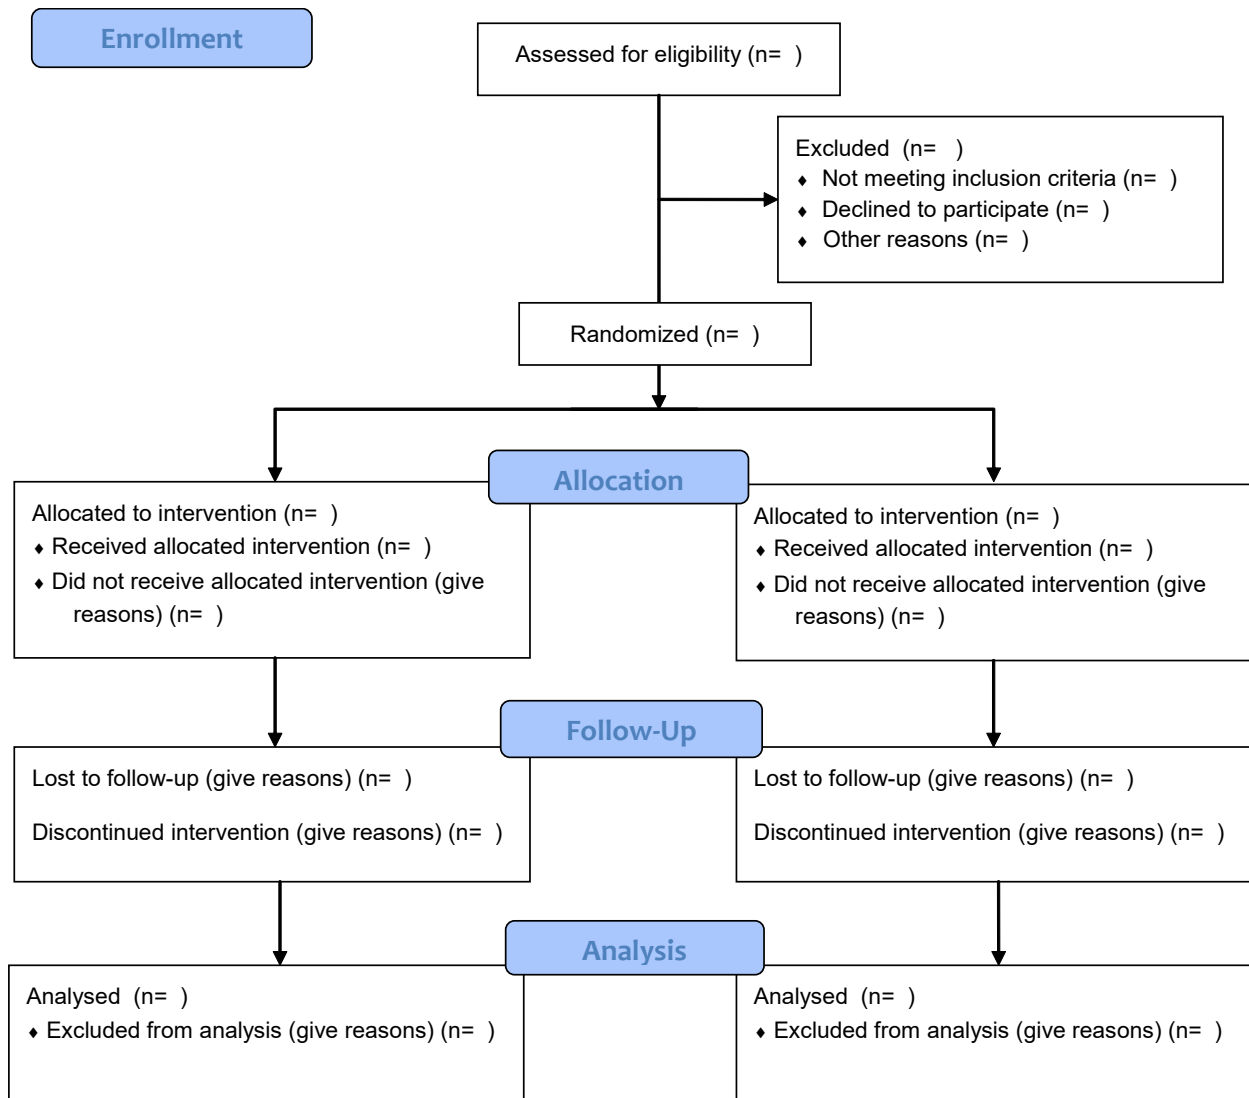 Enrollment
Assessed for eligibility (n=  )
Excluded  (n=   )
♦ Not meeting inclusion criteria (n=  )
♦ Declined to participate (n=  )
♦ Other reasons (n=  )
Randomized (n=  )
Allocation
Allocated to intervention (n=  )
♦ Received allocated intervention (n=  )
♦ Did not receive allocated intervention (give
reasons) (n=  )
Allocated to intervention (n=  )
♦ Received allocated intervention (n=  )
♦ Did not receive allocated intervention (give
reasons) (n=  )
Follow-Up
Lost to follow-up (give reasons) (n=  )
Discontinued intervention (give reasons) (n=  )
Lost to follow-up (give reasons) (n=  )
Discontinued intervention (give reasons) (n=  )
Analysis
Analysed  (n=  )
♦ Excluded from analysis (give reasons) (n=  )
Analysed  (n=  )
♦ Excluded from analysis (give reasons) (n=  )